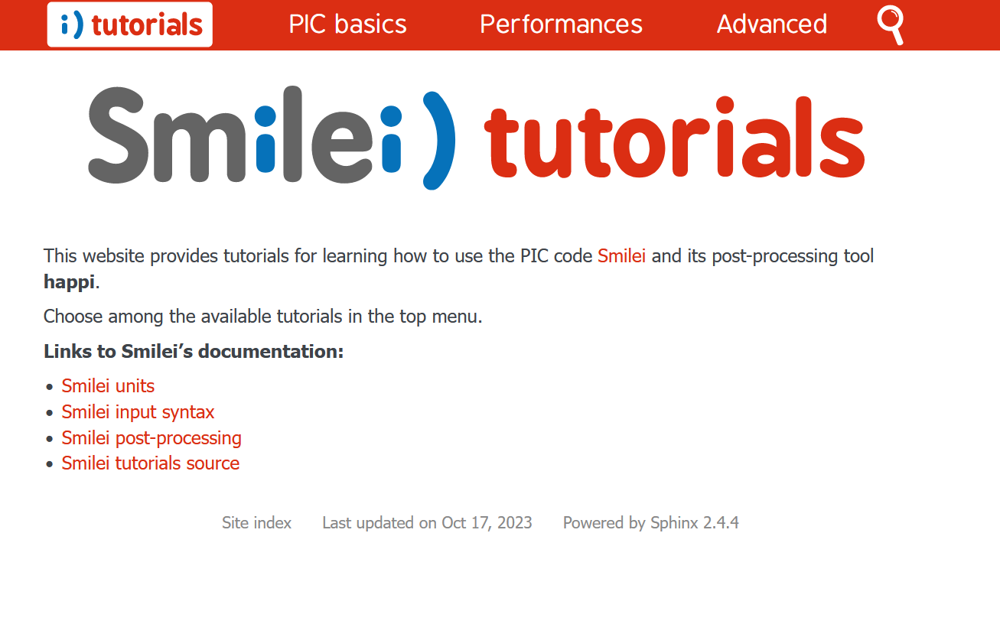 i) tutorials PIC basics Performances Advanced
Smilei) tutorials
This website provides tutorials for learning how to use the PIC code Smilei and its post-processing tool
happi.
Choose among the available tutorials in the top menu.
Links to Smilei’s documentation:
• Smilei units
• Smilei input syntax
• Smilei post-processing
• Smilei tutorials source
Site index Last updated on Oct 17, 2023 Powered by Sphinx 2.4.4